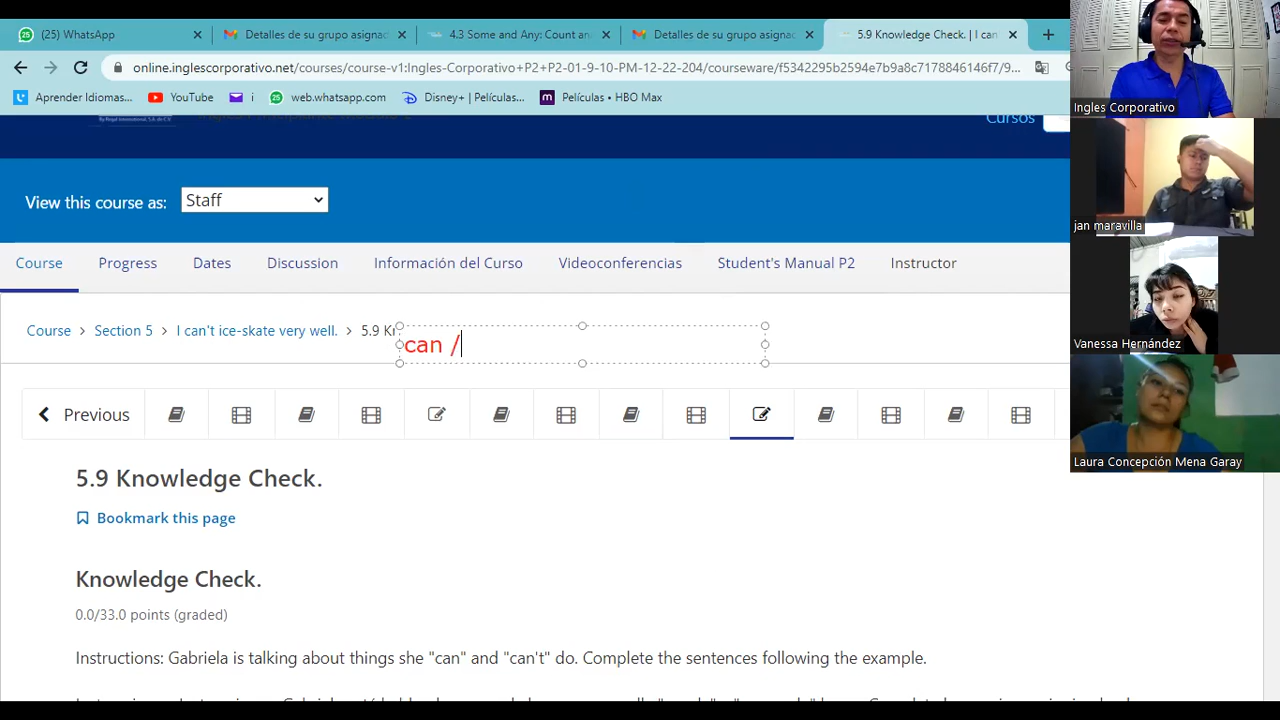 (25) WhatsApp
Detalles de su grupo asigna
4.3
e and Any Count an
Detalles de su grupo asigna
5.9 Knowledge Check. | I can
online.inglescorporativo.net/courses/course-v1:Ingles-Corporativo+P2+P2-01-9-10-PM-12-22-204/courseware/f5342295b2594e7b9a8c7178846146f7/9...
Aprender Idiomas...
YouTube
i
web.whatsapp.com
Disney+ | Películas...
Películas • HBO Max
Cursos
View this course as:
Staff
Course
Progress
Dates
Discussion
Información del Curso
Videoconferencias
Student's Manual P2
Instructor
Course > Section 5 > I can't ice-skate very well. > 5.9 Kr
can /
Previous
5.9 Knowledge Check.
Bookmark this page
Knowledge Check.
0.0/33.0 points (graded)
Instructions: Gabriela is talking about things she "can" and "can't" do. Complete the sentences following the example.
Ingles Corporativo
jan maravilla
Vanessa Hernández
Laura Concepción Mena Garay